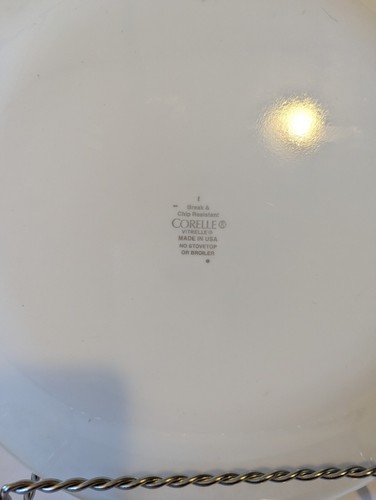 Break &
Chip Resistant
CORELLE®
VITRELLE®
MADE IN USA
NO STOVETOP
OR BROILER